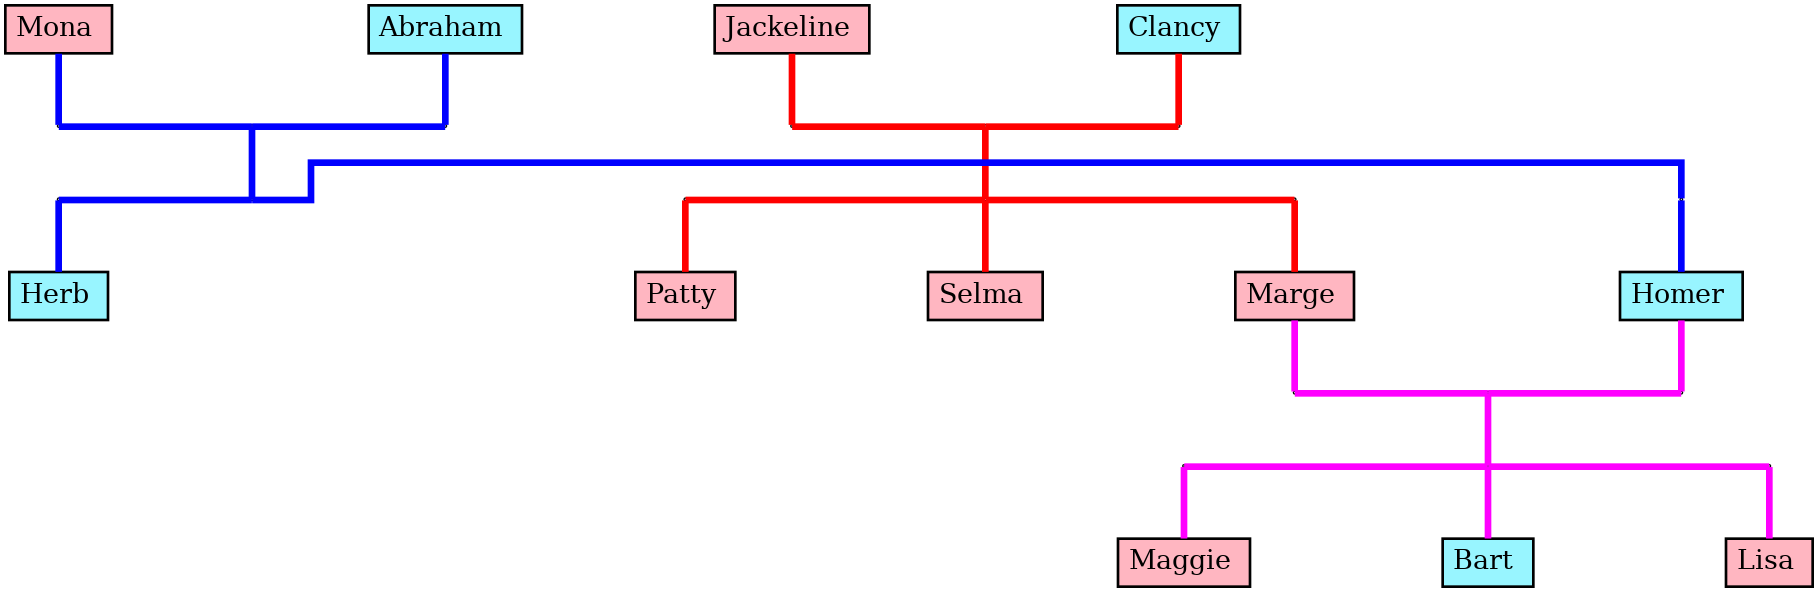 Mona
Abraham
Jackeline
Clancy
Herb
Patty
Selma
Marge
Homer
Maggie
Bart
Lisa